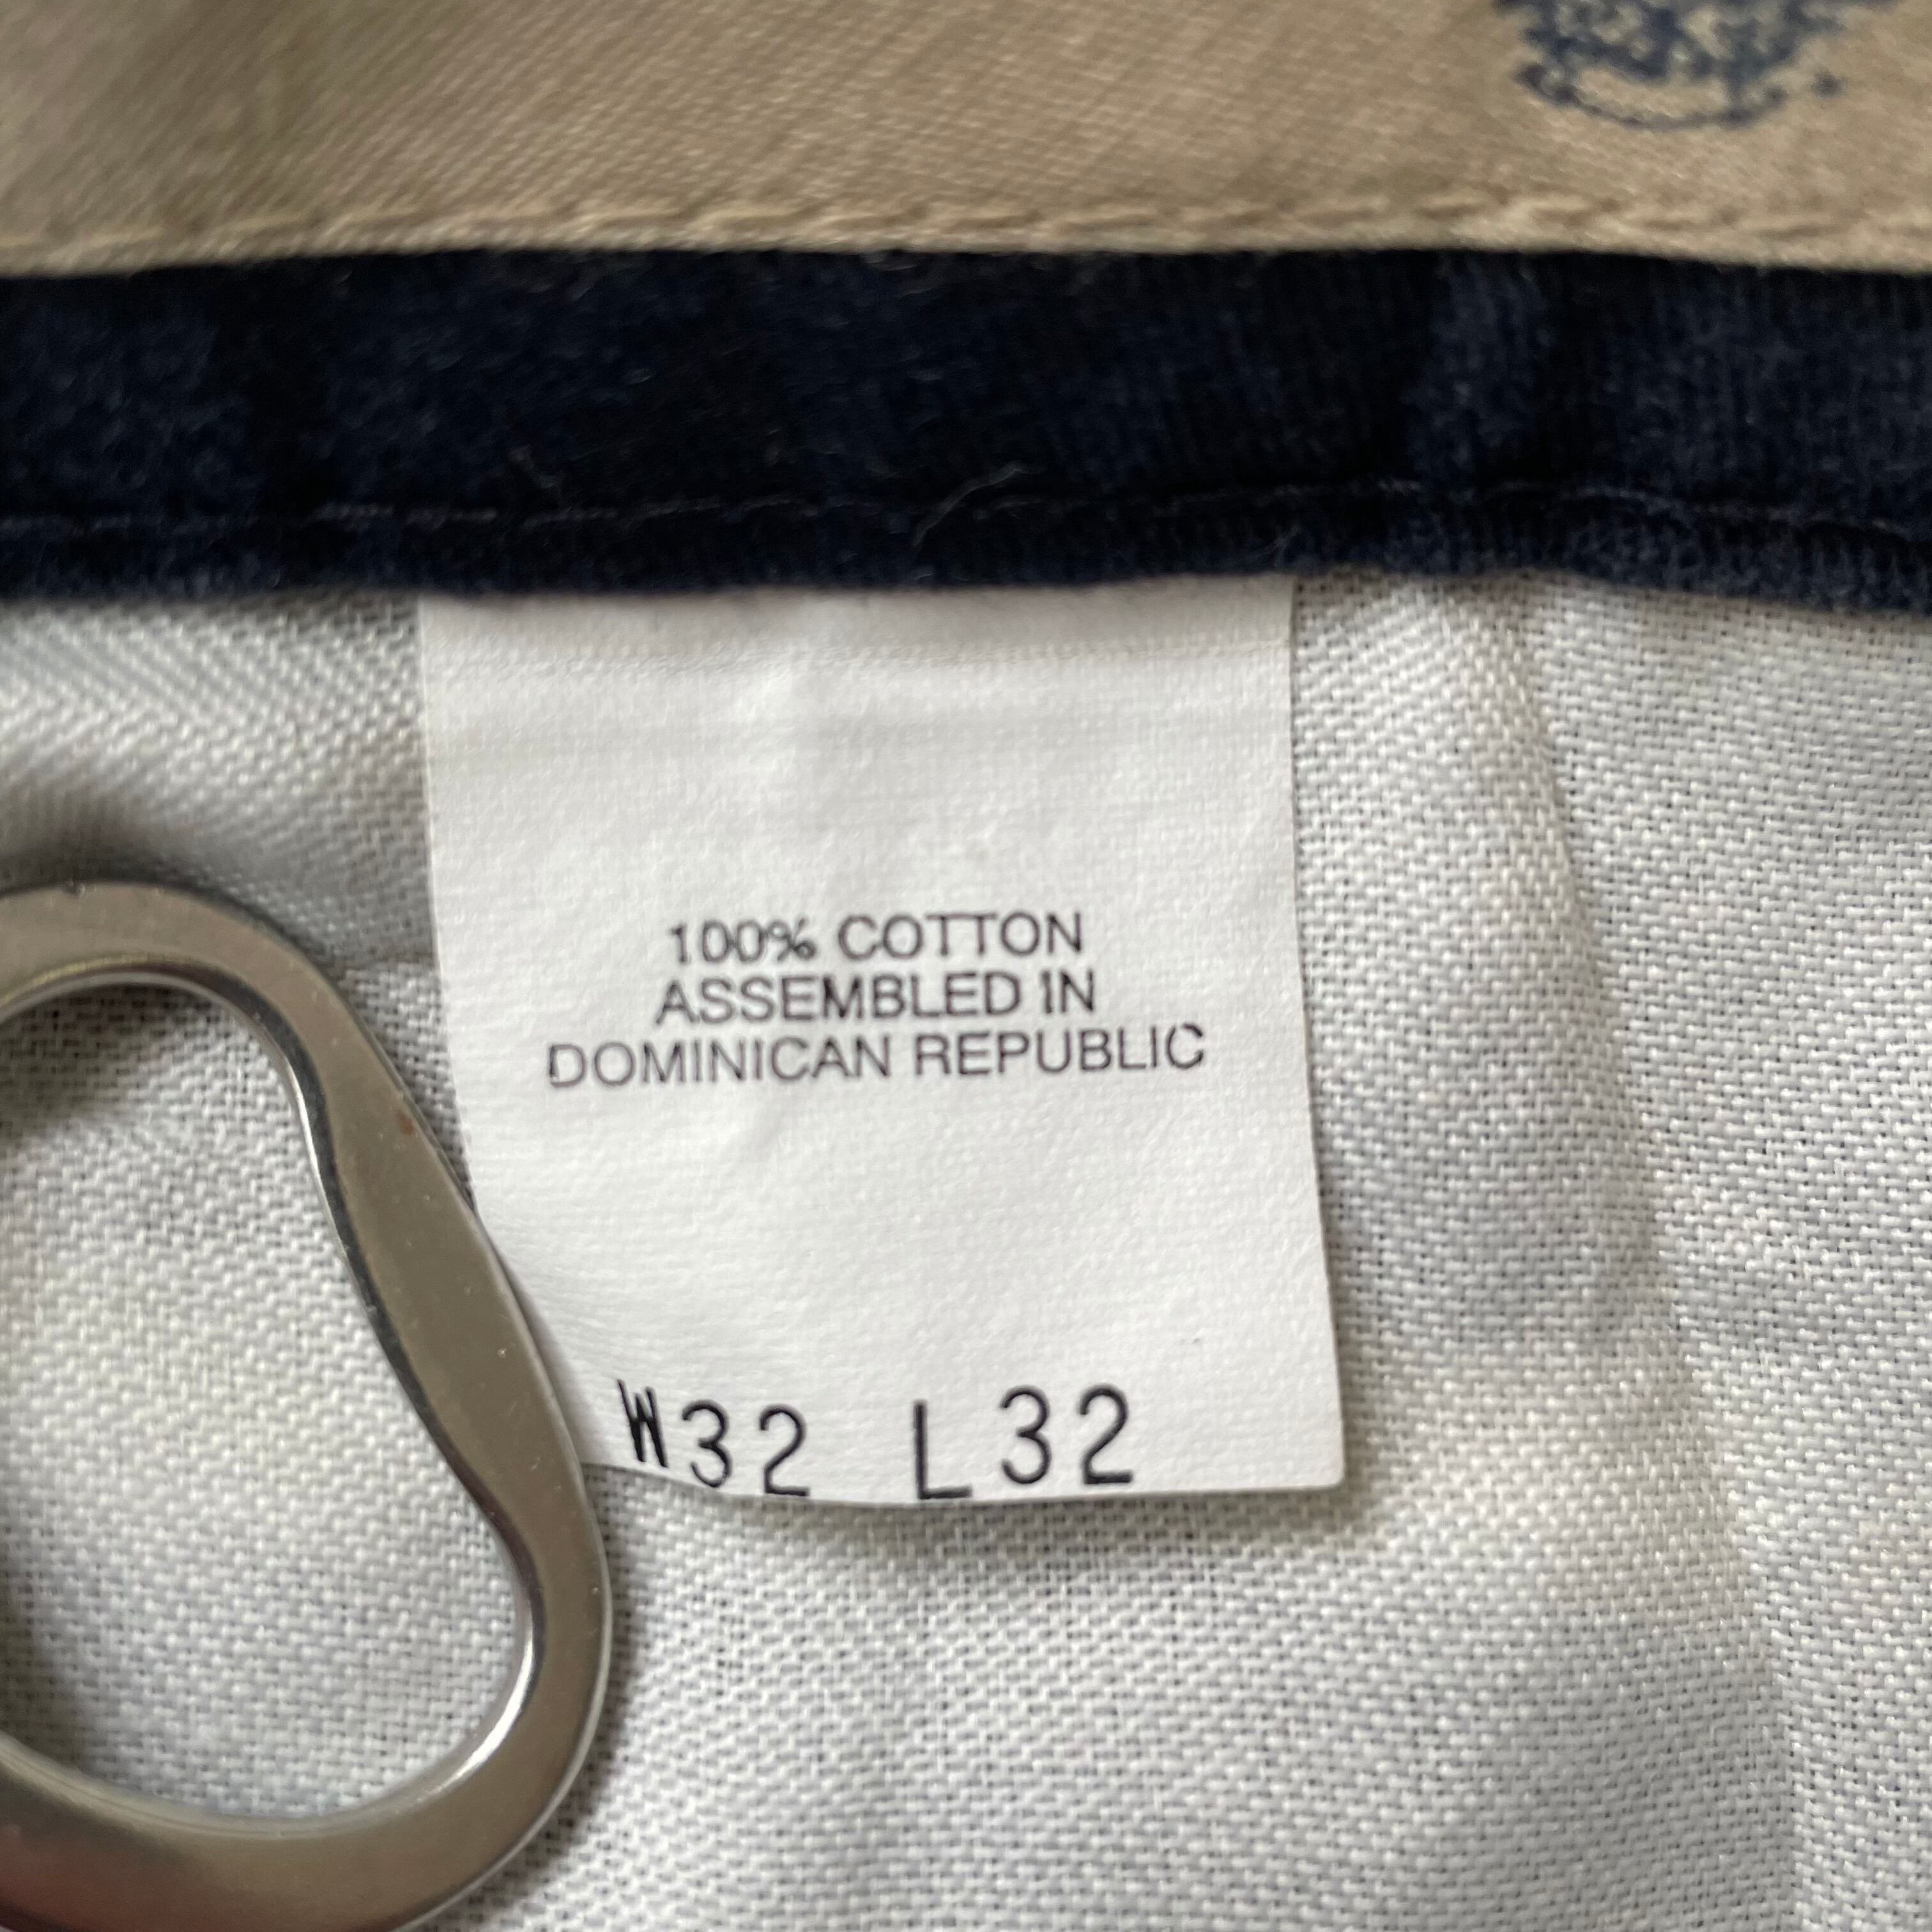 100% COTTON
ASSEMBLED IN
DOMINICAN REPUBLIC
W32 L32